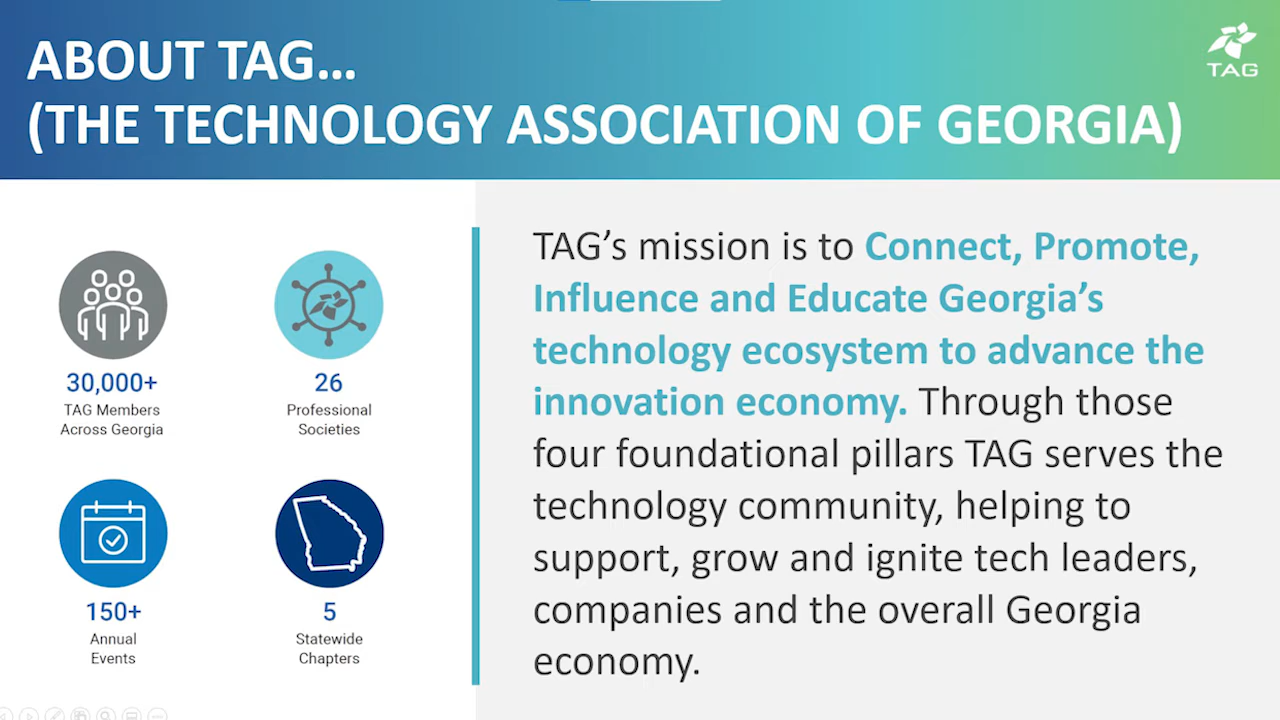 ABOUT TAG...
(THE TECHNOLOGY ASSOCIATION OF GEORGIA)
TAG
30,000+
TAG Members
Across Georgia
26
Professional
Societies
150+
Annual
Events
5
Statewide
Chapters
TAG's mission is to Connect, Promote,
Influence and Educate Georgia's
technology ecosystem to advance the
innovation economy. Through those
four foundational pillars TAG serves the
technology community, helping to
support, grow and ignite tech leaders,
companies and the overall Georgia
economy.